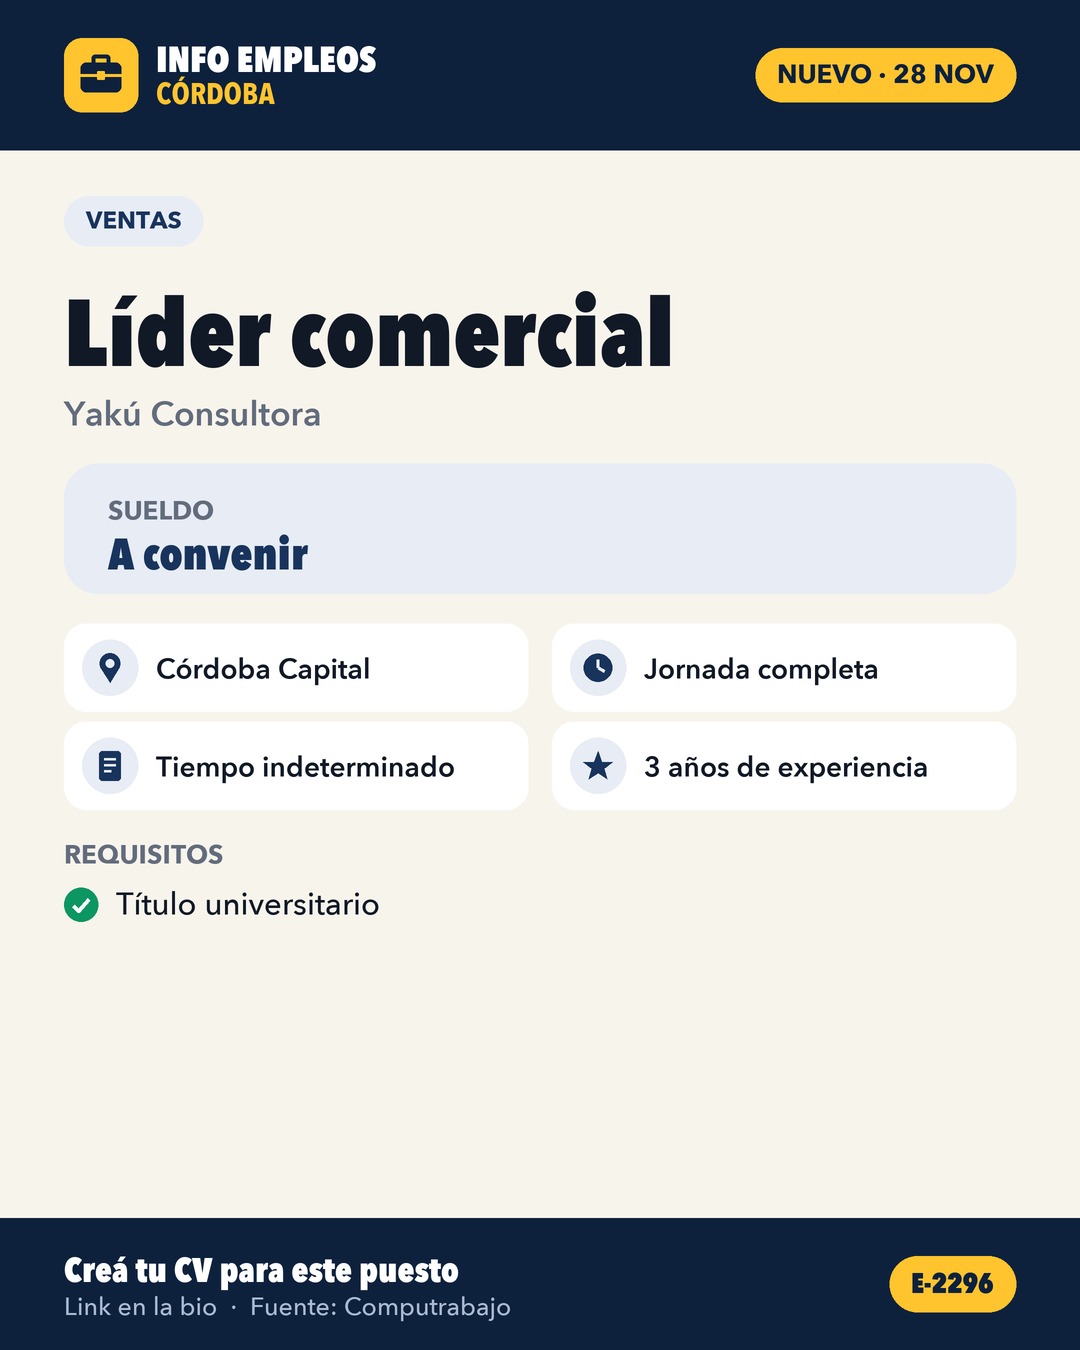 INFO EMPLEOS
CÓRDOBA
NUEVO · 28 NOV
VENTAS
Líder comercial
Yakú Consultora
SUELDO
A convenir
Córdoba Capital
Jornada completa
Tiempo indeterminado
3 años de experiencia
REQUISITOS
Título universitario
Creá tu CV para este puesto
Link en la bio · Fuente: Computrabajo
E-2296